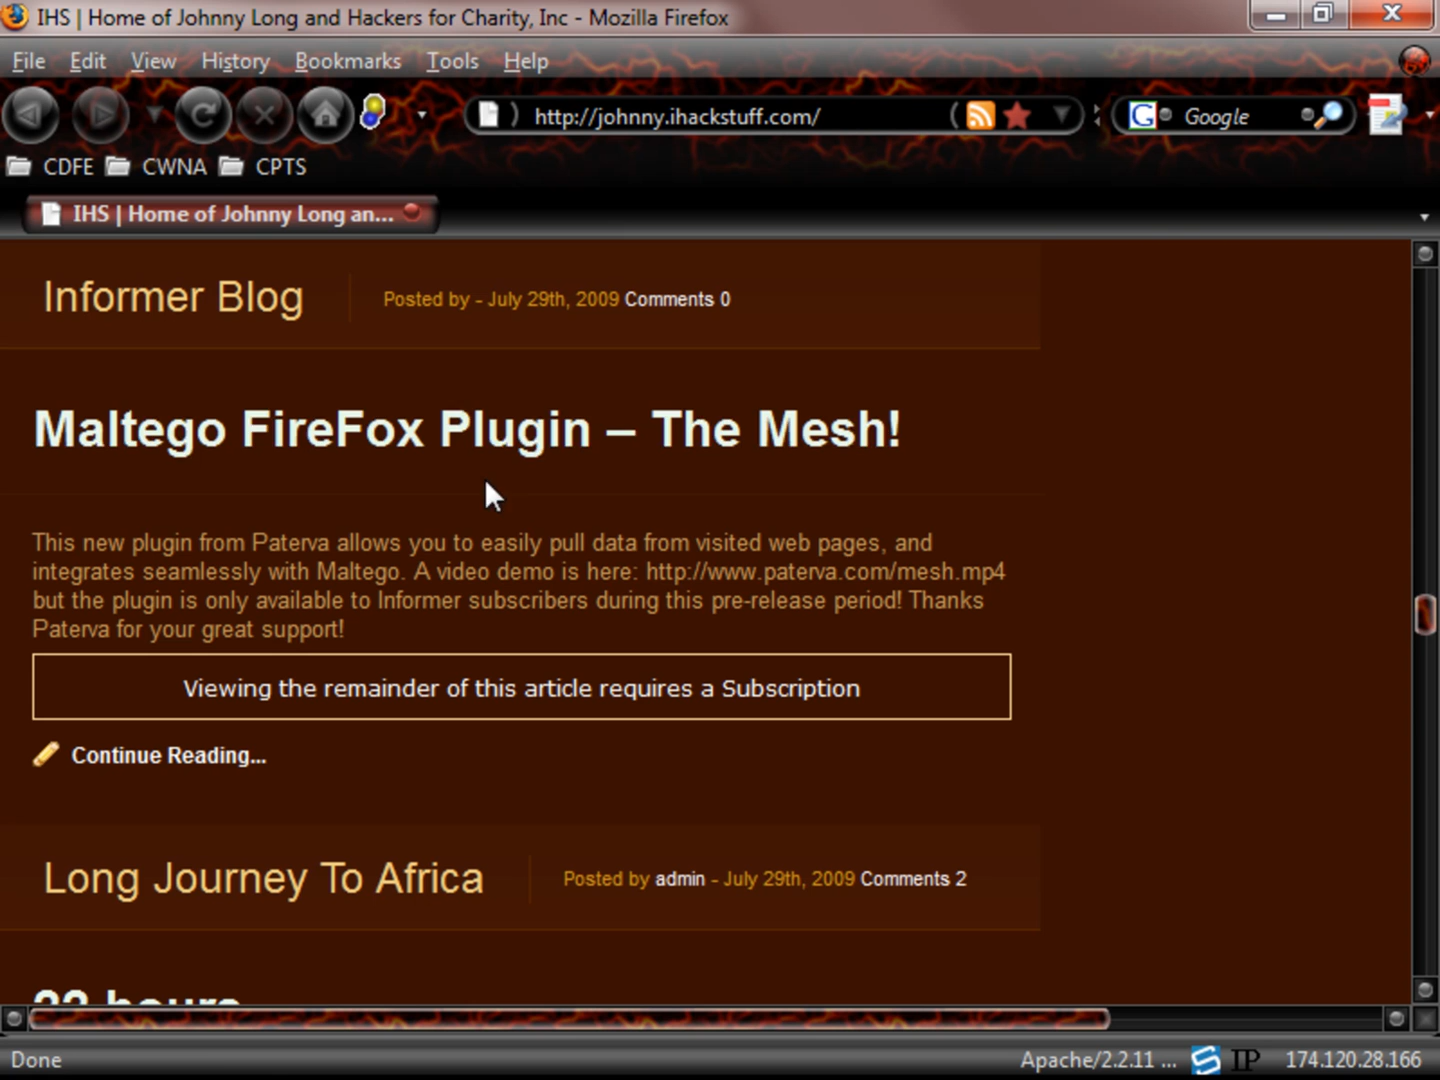 IHS | Home of Johnny Long and Hackers for Charity, Inc - Mozilla Firefox
File Edit View History Bookmarks Tools Help
http://johnny.ihackstuff.com/ G Google
CDFE CWNA CPTS
IHS | Home of Johnny Long an...
Informer Blog Posted by - July 29th, 2009 Comments 0
Maltego FireFox Plugin – The Mesh!
This new plugin from Paterva allows you to easily pull data from visited web pages, and
integrates seamlessly with Maltego. A video demo is here: http://www.paterva.com/mesh.mp4
but the plugin is only available to Informer subscribers during this pre-release period! Thanks
Paterva for your great support!
Viewing the remainder of this article requires a Subscription
Continue Reading...
Long Journey To Africa Posted by admin - July 29th, 2009 Comments 2
22 hours
Done Apache/2.2.11 ... S IP 174.120.28.166